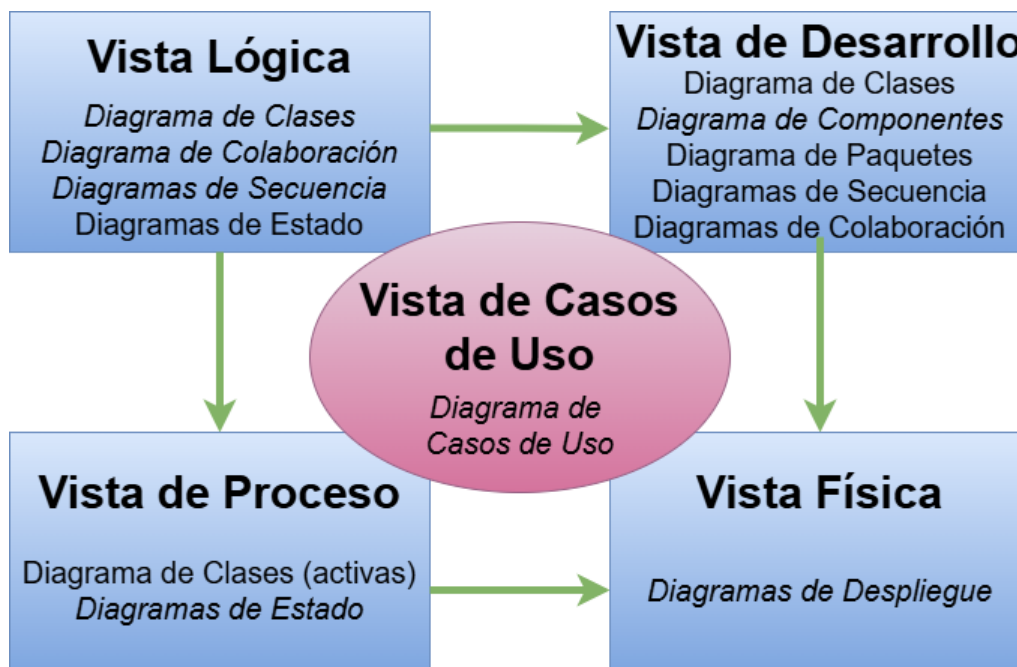 Vista Lógica
Diagrama de Clases
Diagrama de Colaboración
Diagramas de Secuencia
Diagramas de Estado
Vista de Desarrollo
Diagrama de Clases
Diagrama de Componentes
Diagrama de Paquetes
Diagramas de Secuencia
Diagramas de Colaboración
Vista de Casos
de Uso
Diagrama de
Casos de Uso
Vista de Proceso
Diagrama de Clases (activas)
Diagramas de Estado
Vista Física
Diagramas de Despliegue